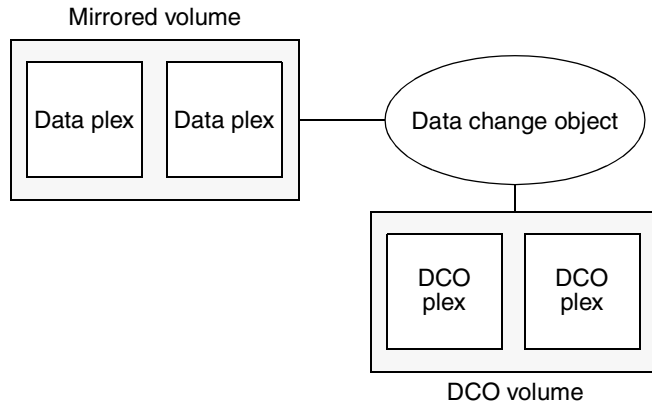 Mirrored volume
Data plex
Data plex
Data change object
DCO
plex
DCO
plex
DCO volume